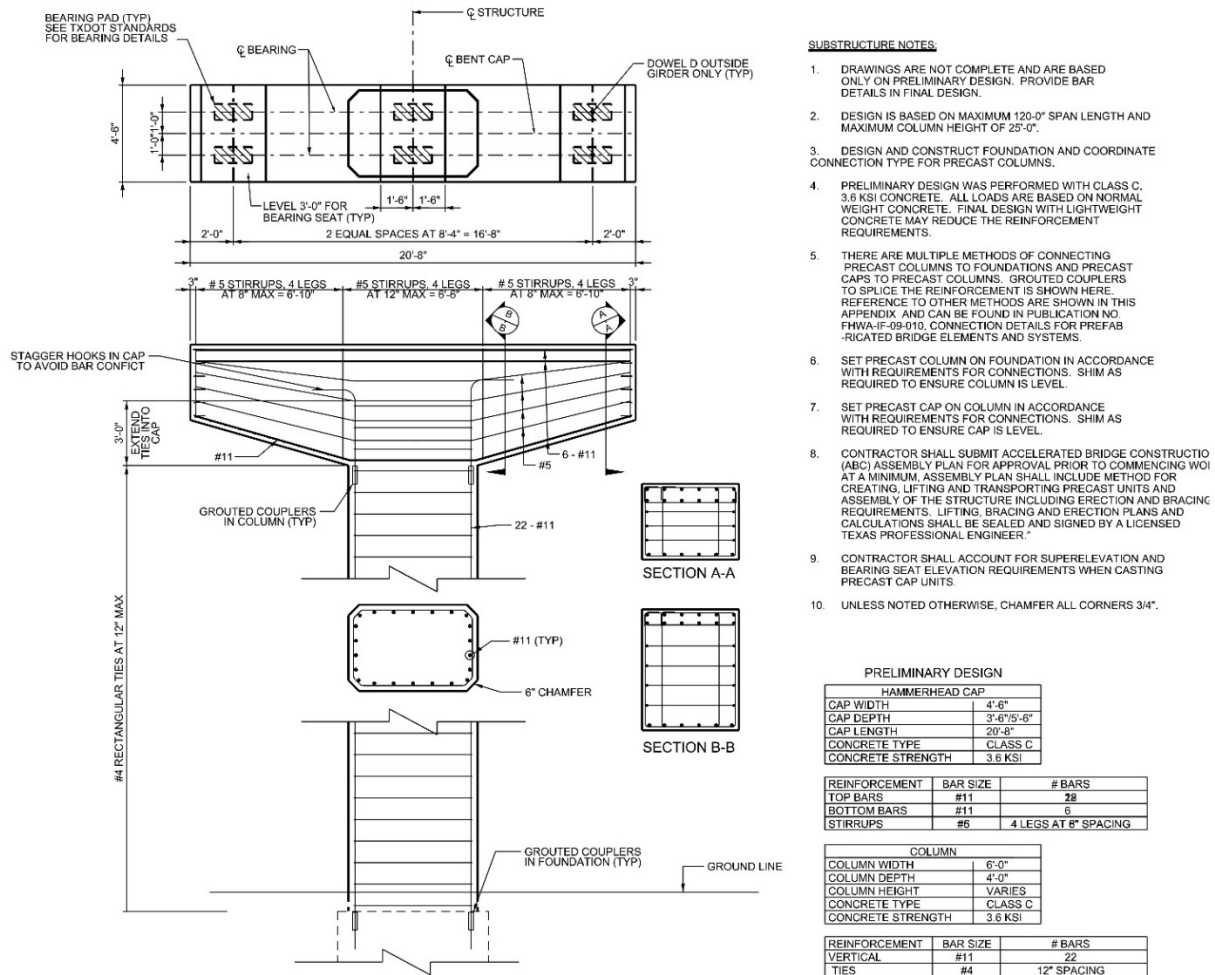 BEARING PAD (TYP)
SEE TXDOT STANDARDS
FOR BEARING DETAILS
℄ STRUCTURE
℄ BEARING
℄ BENT CAP
DOWEL D OUTSIDE
GIRDER ONLY (TYP)
4'-6"
1'-0"
1'-0"
LEVEL 3'-0" FOR
BEARING SEAT (TYP)
1'-6"
1'-6"
2'-0"
2 EQUAL SPACES AT 8'-4" = 16'-8"
2'-0"
20'-8"
3"
# 5 STIRRUPS, 4 LEGS
AT 8" MAX = 6'-10"
#5 STIRRUPS, 4 LEGS
AT 12" MAX = 6'-6"
# 5 STIRRUPS, 4 LEGS
AT 8" MAX = 6'-10"
3"
B
B
A
A
STAGGER HOOKS IN CAP
TO AVOID BAR CONFICT
3'-0"
EXTEND
TIES INTO
CAP
#11
6 - #11
#5
GROUTED COUPLERS
IN COLUMN (TYP)
22 - #11
#4 RECTANGULAR TIES AT 12" MAX
#11 (TYP)
6" CHAMFER
SECTION A-A
SECTION B-B
GROUTED COUPLERS
IN FOUNDATION (TYP)
GROUND LINE
SUBSTRUCTURE NOTES:
1. DRAWINGS ARE NOT COMPLETE AND ARE BASED
ONLY ON PRELIMINARY DESIGN. PROVIDE BAR
DETAILS IN FINAL DESIGN.
2. DESIGN IS BASED ON MAXIMUM 120-0" SPAN LENGTH AND
MAXIMUM COLUMN HEIGHT OF 25'-0".
3. DESIGN AND CONSTRUCT FOUNDATION AND COORDINATE
CONNECTION TYPE FOR PRECAST COLUMNS.
4. PRELIMINARY DESIGN WAS PERFORMED WITH CLASS C,
3.6 KSI CONCRETE. ALL LOADS ARE BASED ON NORMAL
WEIGHT CONCRETE. FINAL DESIGN WITH LIGHTWEIGHT
CONCRETE MAY REDUCE THE REINFORCEMENT
REQUIREMENTS.
5. THERE ARE MULTIPLE METHODS OF CONNECTING
PRECAST COLUMNS TO FOUNDATIONS AND PRECAST
CAPS TO PRECAST COLUMNS. GROUTED COUPLERS
TO SPLICE THE REINFORCEMENT IS SHOWN HERE.
REFERENCE TO OTHER METHODS ARE SHOWN IN THIS
APPENDIX AND CAN BE FOUND IN PUBLICATION NO.
FHWA-IF-09-010, CONNECTION DETAILS FOR PREFAB
-RICATED BRIDGE ELEMENTS AND SYSTEMS.
6. SET PRECAST COLUMN ON FOUNDATION IN ACCORDANCE
WITH REQUIREMENTS FOR CONNECTIONS. SHIM AS
REQUIRED TO ENSURE COLUMN IS LEVEL.
7. SET PRECAST CAP ON COLUMN IN ACCORDANCE
WITH REQUIREMENTS FOR CONNECTIONS. SHIM AS
REQUIRED TO ENSURE CAP IS LEVEL.
8. CONTRACTOR SHALL SUBMIT ACCELERATED BRIDGE CONSTRUCTIO
(ABC) ASSEMBLY PLAN FOR APPROVAL PRIOR TO COMMENCING WO
AT A MINIMUM, ASSEMBLY PLAN SHALL INCLUDE METHOD FOR
CREATING, LIFTING AND TRANSPORTING PRECAST UNITS AND
ASSEMBLY OF THE STRUCTURE INCLUDING ERECTION AND BRACING
REQUIREMENTS. LIFTING, BRACING AND ERECTION PLANS AND
CALCULATIONS SHALL BE SEALED AND SIGNED BY A LICENSED
TEXAS PROFESSIONAL ENGINEER."
9. CONTRACTOR SHALL ACCOUNT FOR SUPERELEVATION AND
BEARING SEAT ELEVATION REQUIREMENTS WHEN CASTING
PRECAST CAP UNITS.
10. UNLESS NOTED OTHERWISE, CHAMFER ALL CORNERS 3/4".
PRELIMINARY DESIGN
HAMMERHEAD CAP
CAP WIDTH 4'-6"
CAP DEPTH 3'-6"/5'-6"
CAP LENGTH 20'-8"
CONCRETE TYPE CLASS C
CONCRETE STRENGTH 3.6 KSI
REINFORCEMENT BAR SIZE # BARS
TOP BARS #11
BOTTOM BARS #11 6
STIRRUPS 4 LEGS AT SPACING
COLUMN
COLUMN WIDTH 6'-0"
COLUMN DEPTH 4'-0"
COLUMN HEIGHT VARIES
CONCRETE TYPE CLASS C
CONCRETE STRENGTH 3.6 KSI
REINFORCEMENT BAR SIZE # BARS
VERTICAL #11 22
TIES #4 12" SPACING